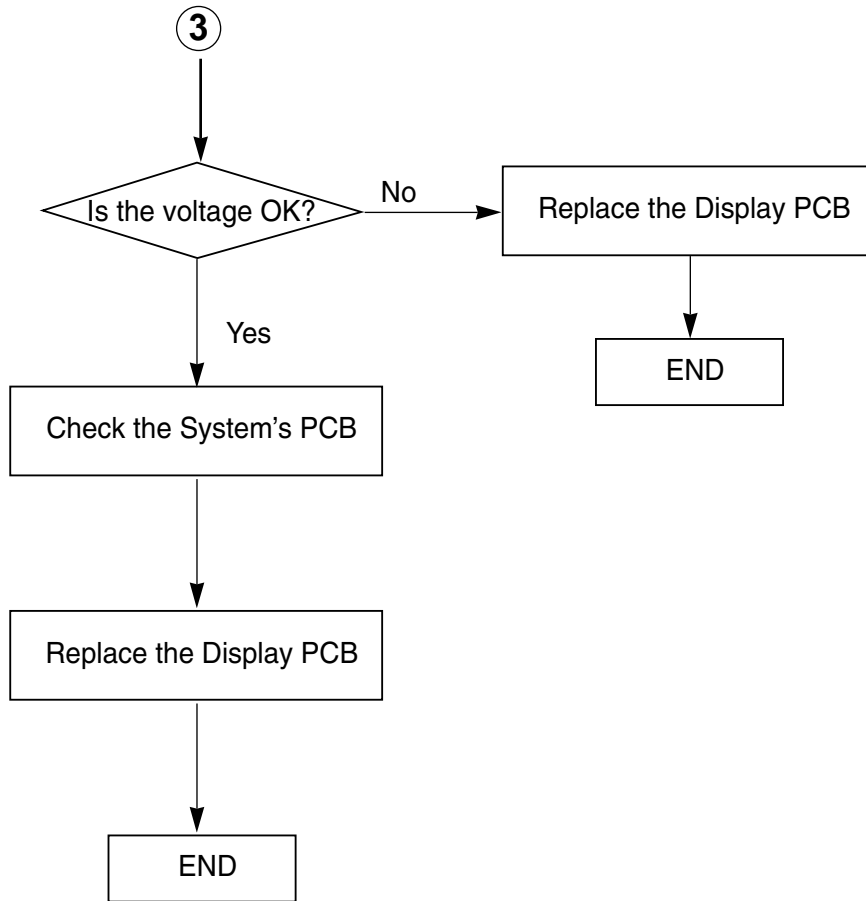 3
Is the voltage OK?
No
Replace the Display PCB
END
Yes
Check the System’s PCB
Replace the Display PCB
END